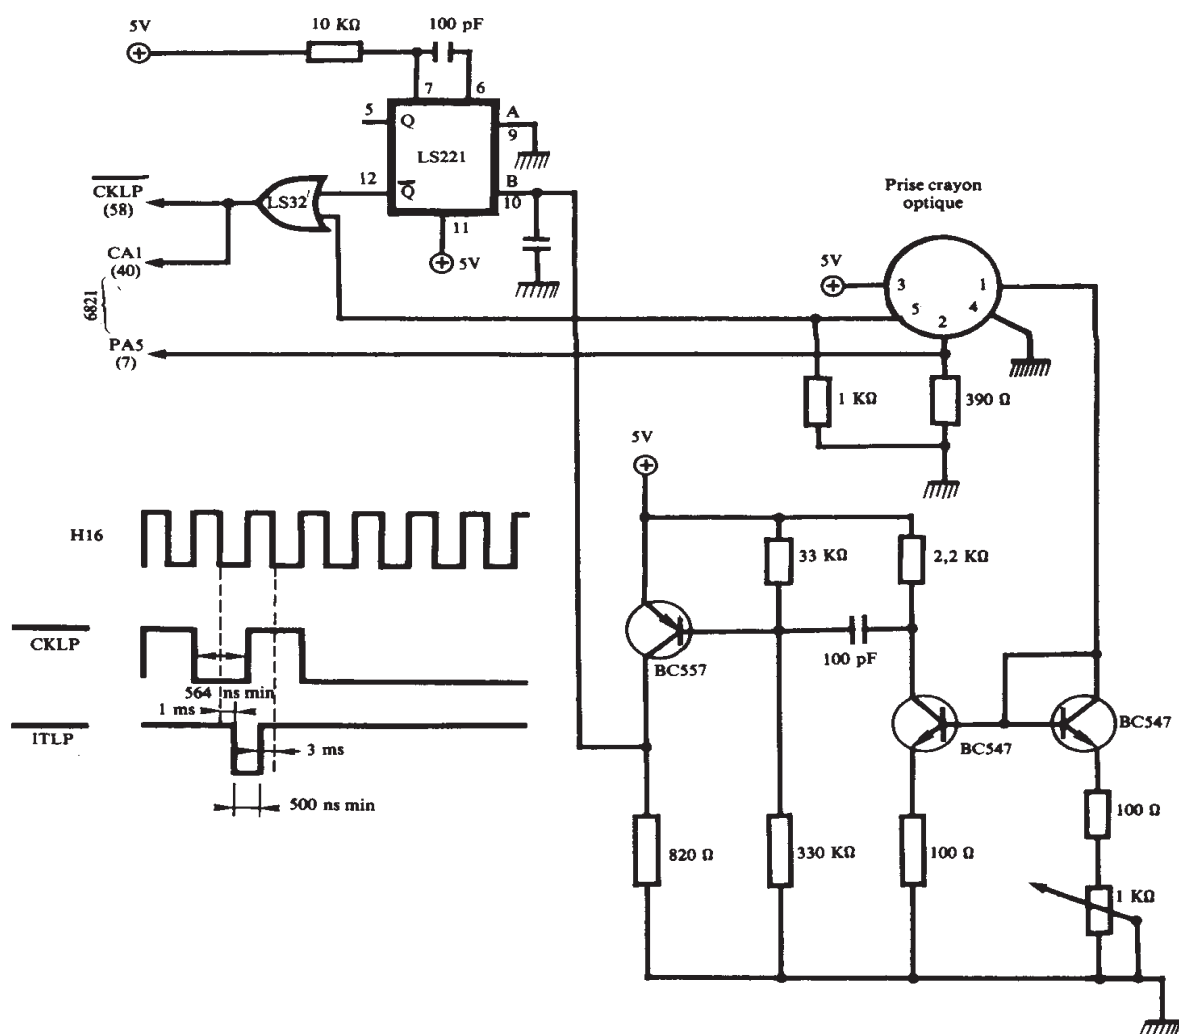 5V
10 KΩ
100 pF
7
6
5
Q
A
9
LS221
12
Q
B
10
11
5V
LS32
CKLP
(58)
CA1
(40)
6821
PA5
(7)
Prise crayon
optique
5V
3
1
5
4
2
1 KΩ
390 Ω
5V
33 KΩ
2,2 KΩ
100 pF
BC557
BC547
BC547
820 Ω
330 KΩ
100 Ω
100 Ω
1 KΩ
H16
CKLP
564 ns min
1 ms
ITLP
3 ms
500 ns min